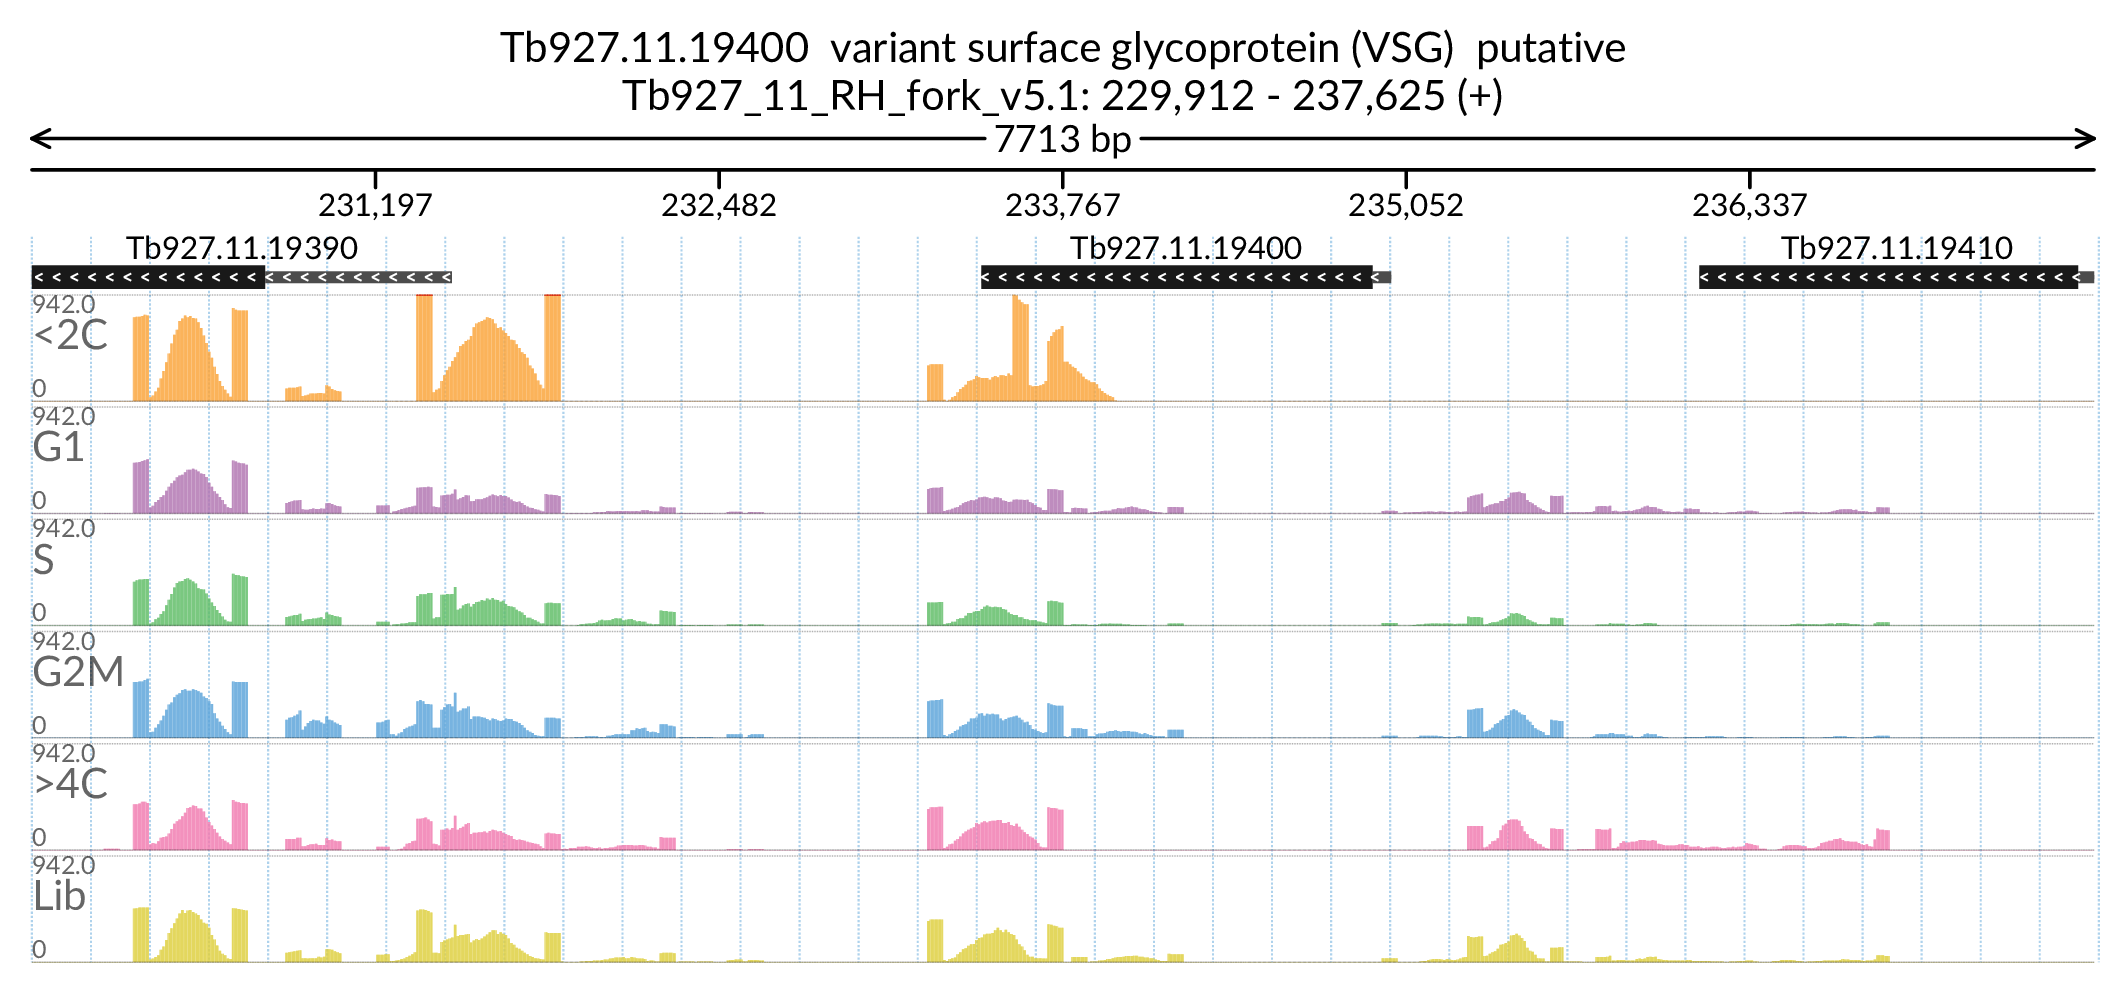 Tb927.11.19400  variant surface glycoprotein (VSG)  putative
Tb927_11_RH_fork_v5.1: 229,912 - 237,625 (+)
7713 bp
231,197 232,482 233,767 235,052 236,337
Tb927.11.19390 Tb927.11.19400 Tb927.11.19410
942.0
<2C
0
942.0
G1
0
942.0
S
0
942.0
G2M
0
942.0
>4C
0
942.0
Lib
0